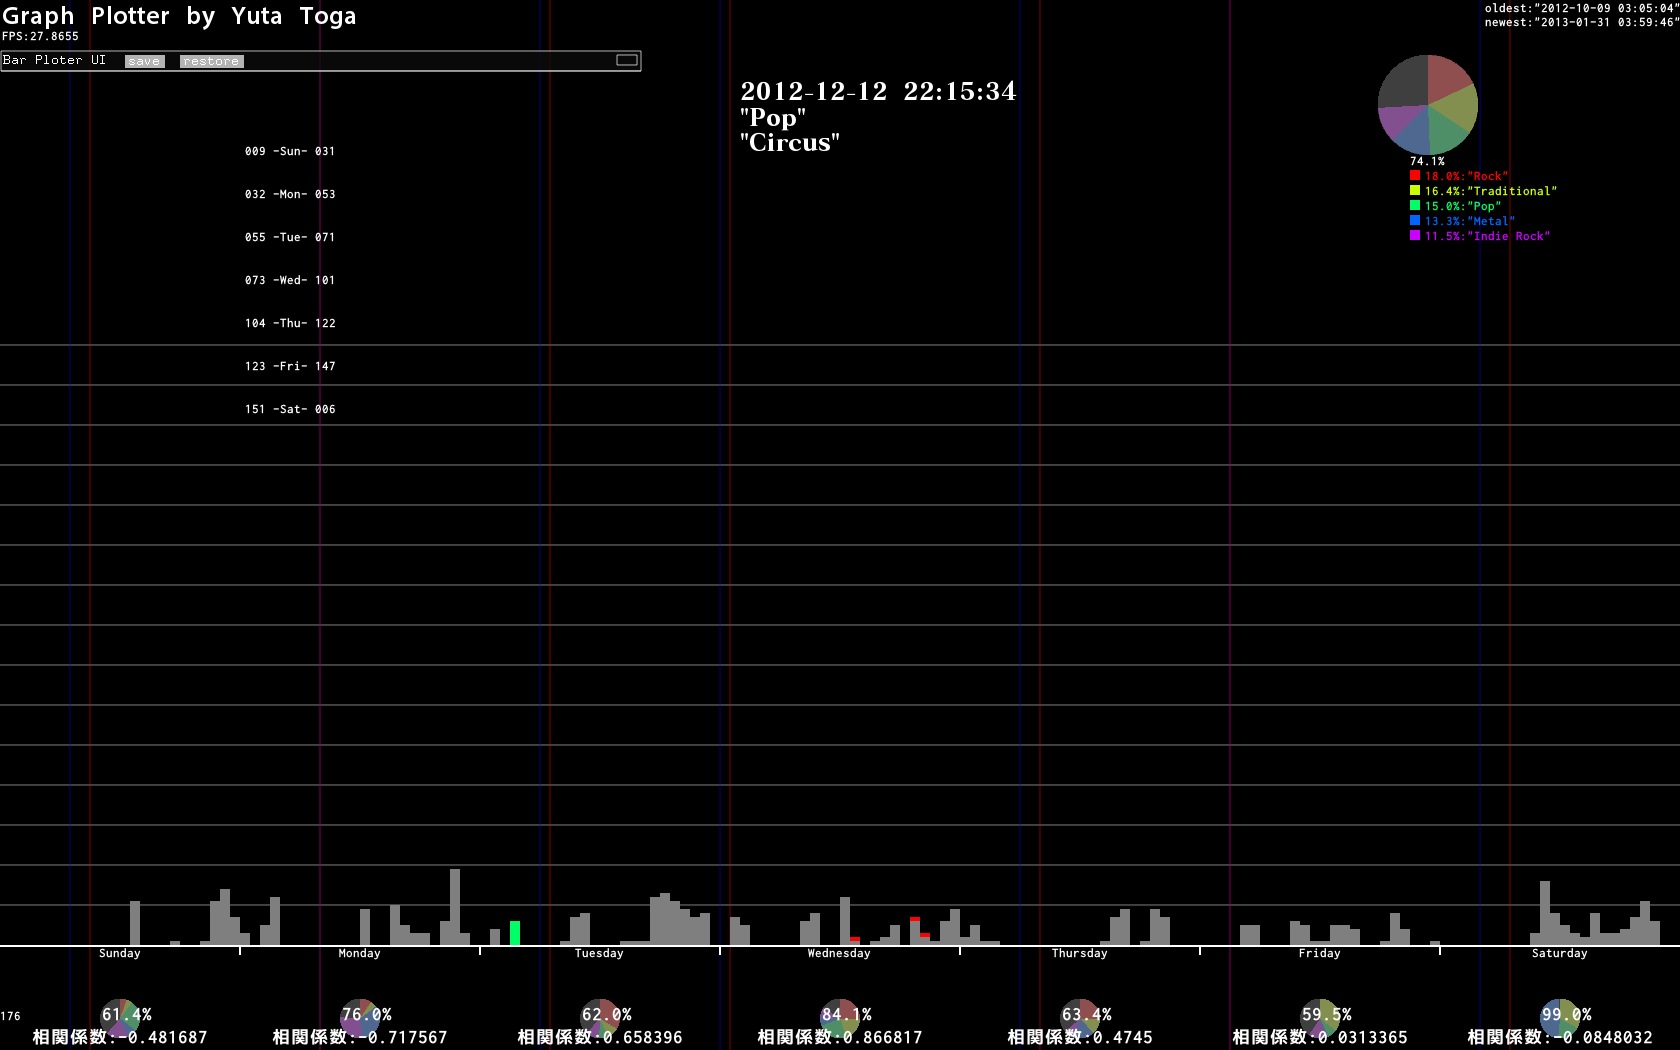 Graph Plotter by Yuta Toga
FPS:27.8655
oldest:"2012-10-09 03:05:04"
newest:"2013-01-31 03:59:46"
Bar Ploter UI save restore
2012-12-12 22:15:34
"Pop"
"Circus"
009 -Sun- 031
032 -Mon- 053
055 -Tue- 071
073 -Wed- 101
104 -Thu- 122
123 -Fri- 147
151 -Sat- 006
74.1%
18.0%:"Rock"
16.4%:"Traditional"
15.0%:"Pop"
13.3%:"Metal"
11.5%:"Indie Rock"
Sunday Monday Tuesday Wednesday Thursday Friday Saturday
176 61.4% 76.0% 62.0% 84.1% 63.4% 59.5% 99.0%
相関係数:-0.481687 相関係数:-0.717567 相関係数:0.658396 相関係数:0.866817 相関係数:0.4745 相関係数:0.0313365 相関係数:-0.0848032